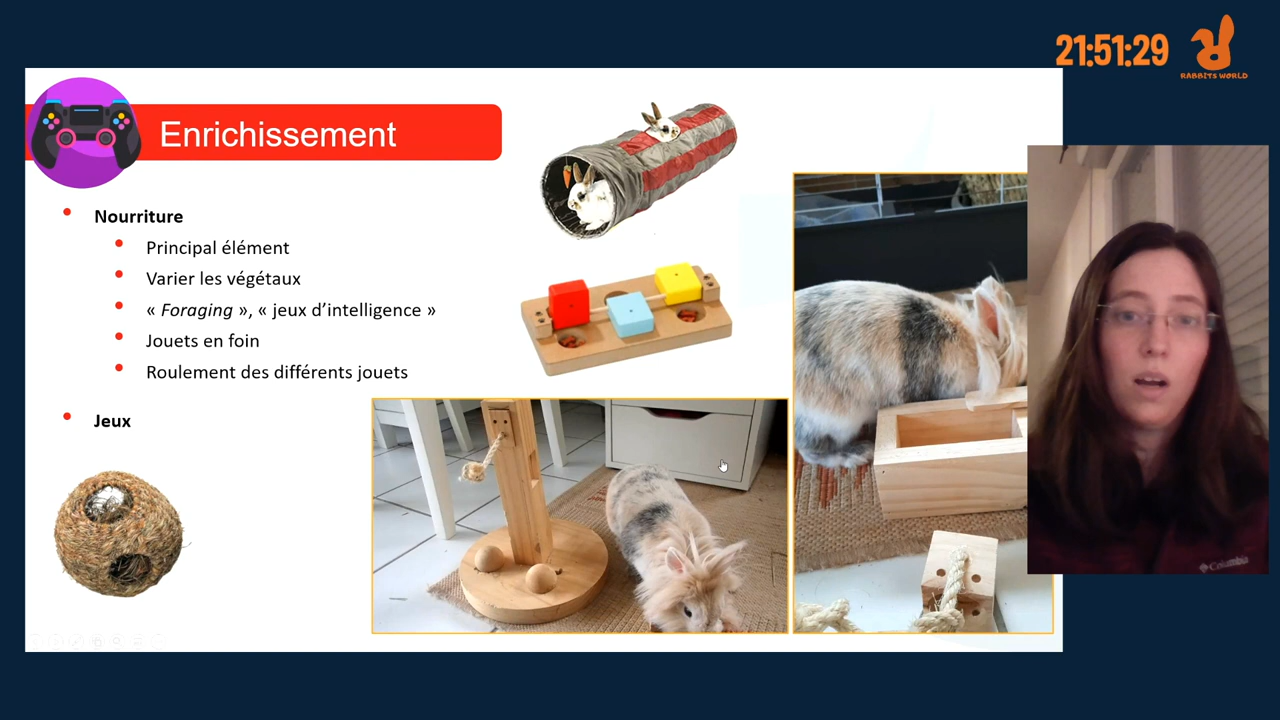 21:51:29
RABBITS WORLD
Enrichissement
Nourriture
Principal élément
Varier les végétaux
« Foraging », « jeux d’intelligence »
Jouets en foin
Roulement des différents jouets
Jeux
Columbia